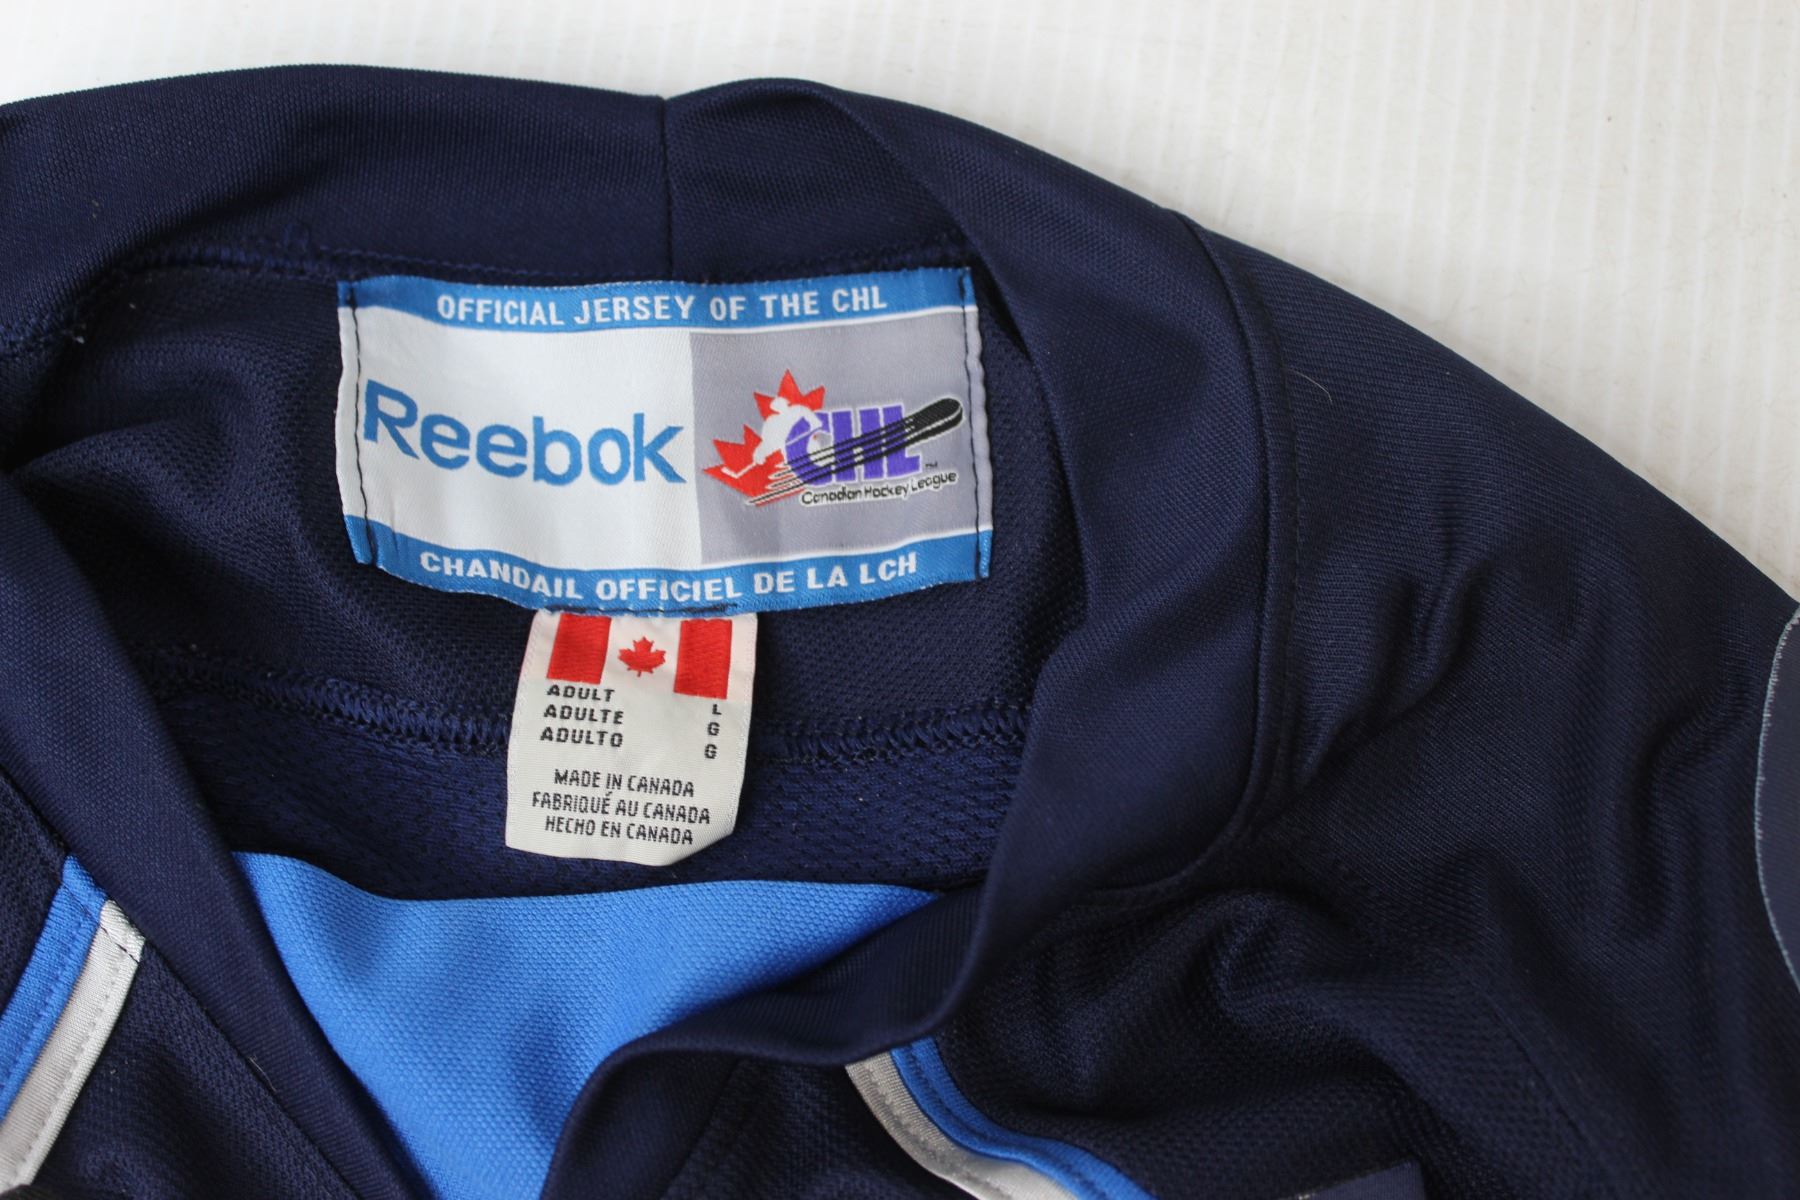 OFFICIAL JERSEY OF THE CHL
Reebok
CHL™
Canadian Hockey League
CHANDAIL OFFICIEL DE LA LCH
ADULT L
ADULTE G
ADULTO G
MADE IN CANADA
FABRIQUÉ AU CANADA
HECHO EN CANADA